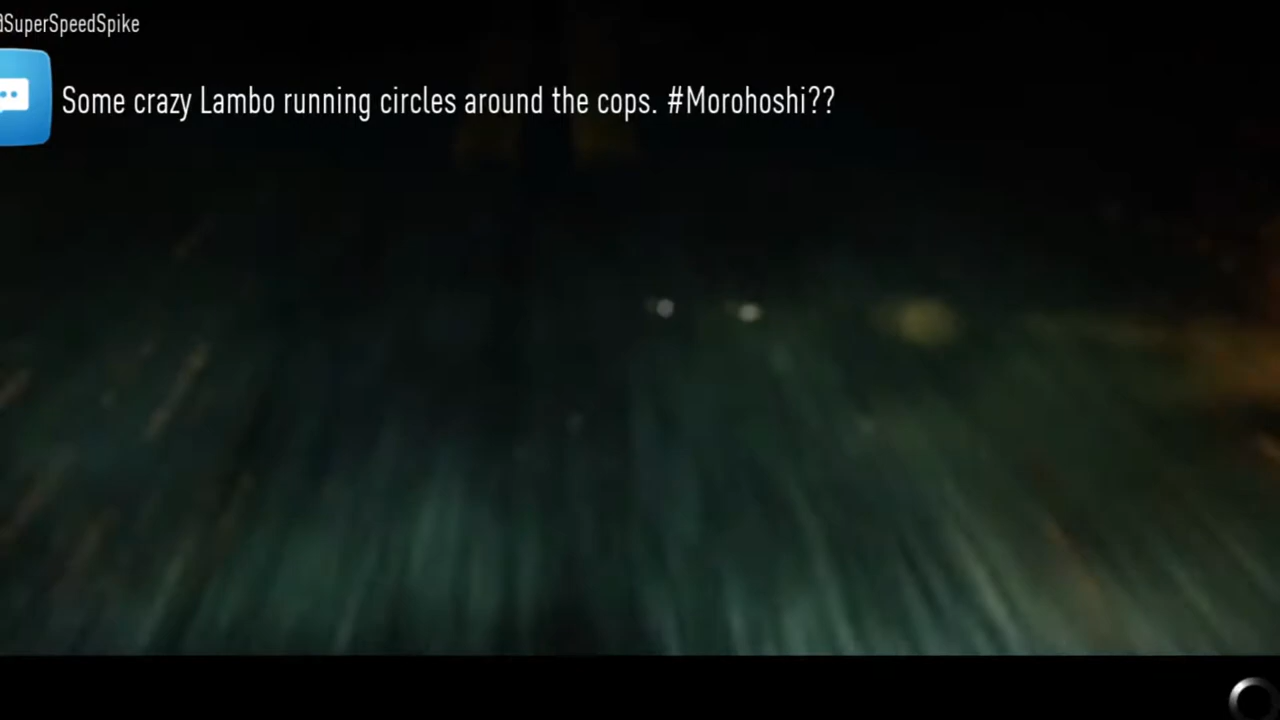 @SuperSpeedSpike
Some crazy Lambo running circles around the cops. #Morohoshi??